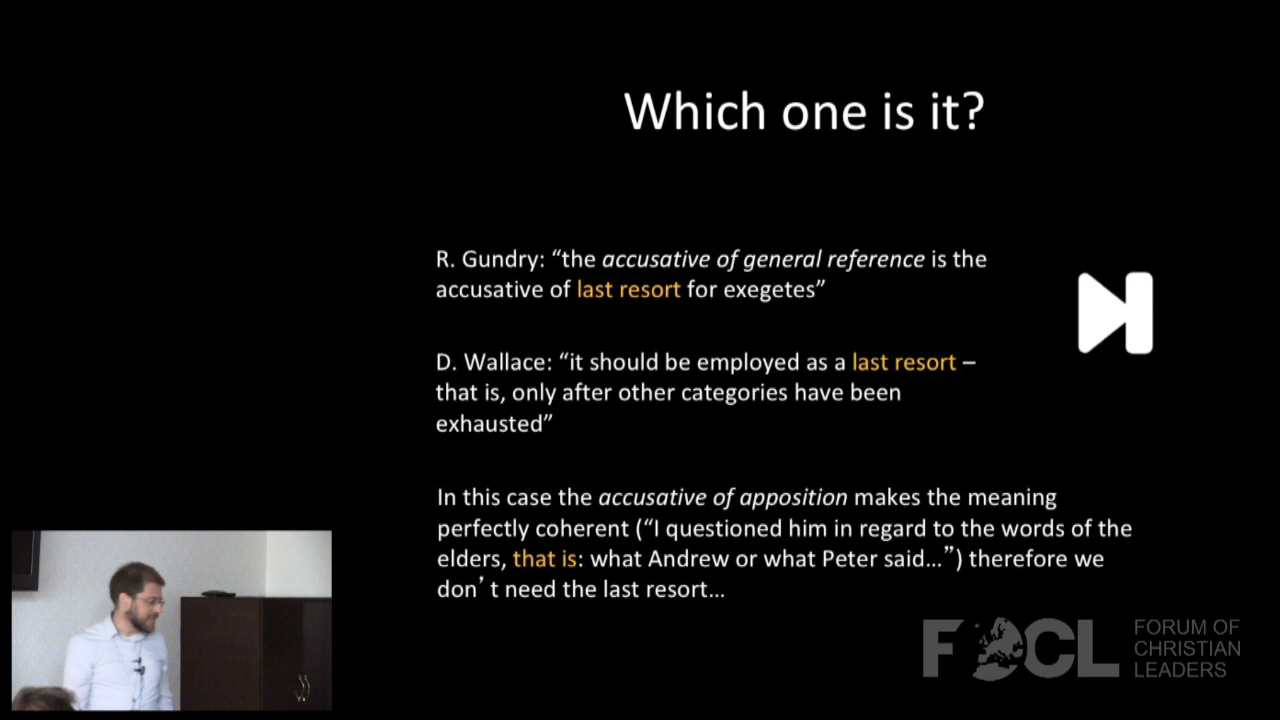 Which one is it?
R. Gundry: “the accusative of general reference is the
accusative of last resort for exegetes”
D. Wallace: “it should be employed as a last resort –
that is, only after other categories have been
exhausted”
In this case the accusative of apposition makes the meaning
perfectly coherent (“I questioned him in regard to the words of the
elders, that is: what Andrew or what Peter said…”) therefore we
don’t need the last resort…
FOCL
FORUM OF
CHRISTIAN
LEADERS